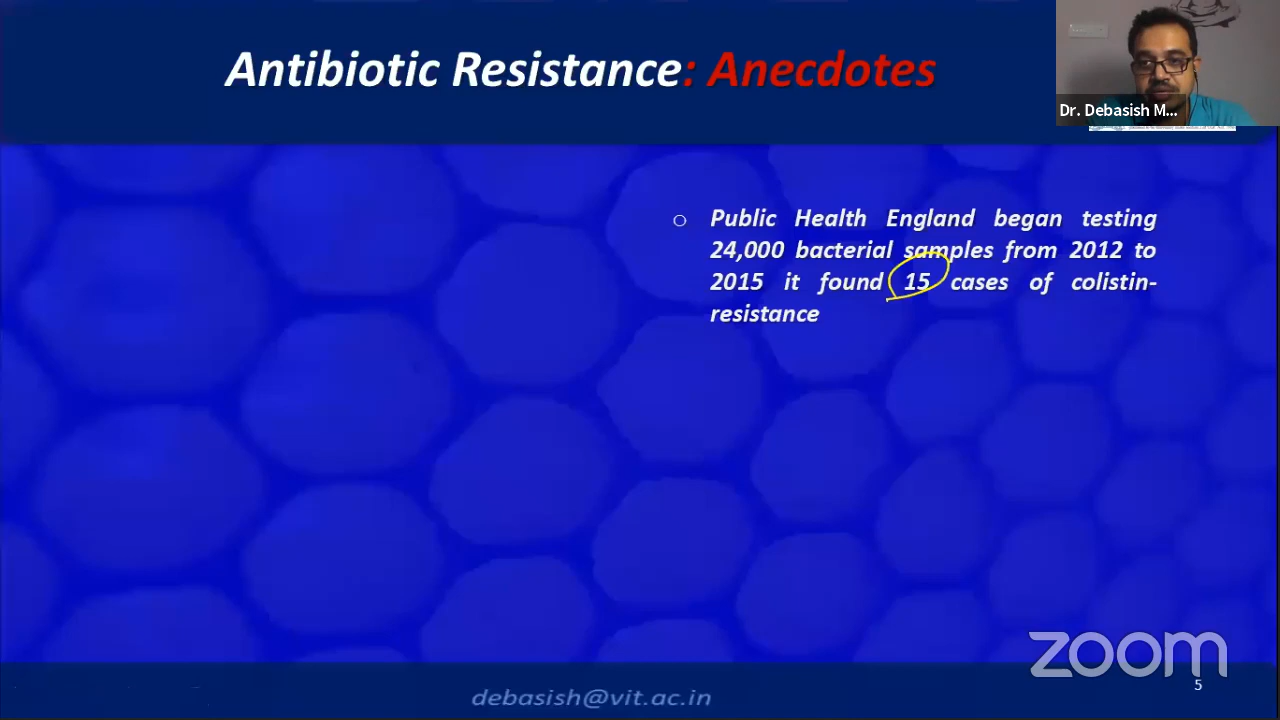 Antibiotic Resistance: Anecdotes
Dr. Debasish M...
o Public Health England began testing
24,000 bacterial samples from 2012 to
2015 it found 15 cases of colistin-
resistance
zoom
5
debasish@vit.ac.in